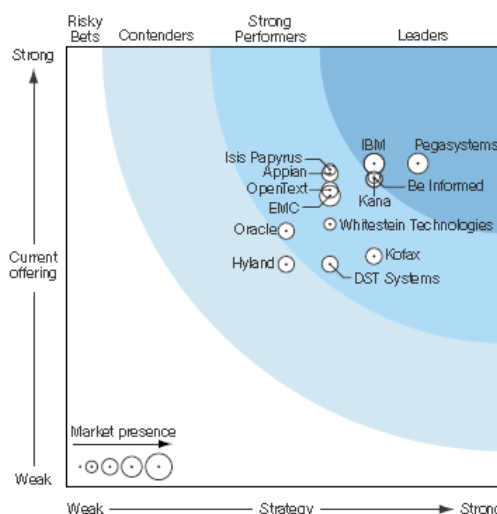 Risky
Bets
Contenders
Strong
Performers
Leaders
Strong
IBM
Pegasystems
Isis Papyrus
Appian
OpenText
EMC
Be Informed
Kana
Oracle
Whitestein Technologies
Current
offering
Hyland
Kofax
DST Systems
Market presence
Weak
Weak
Strategy
Strong